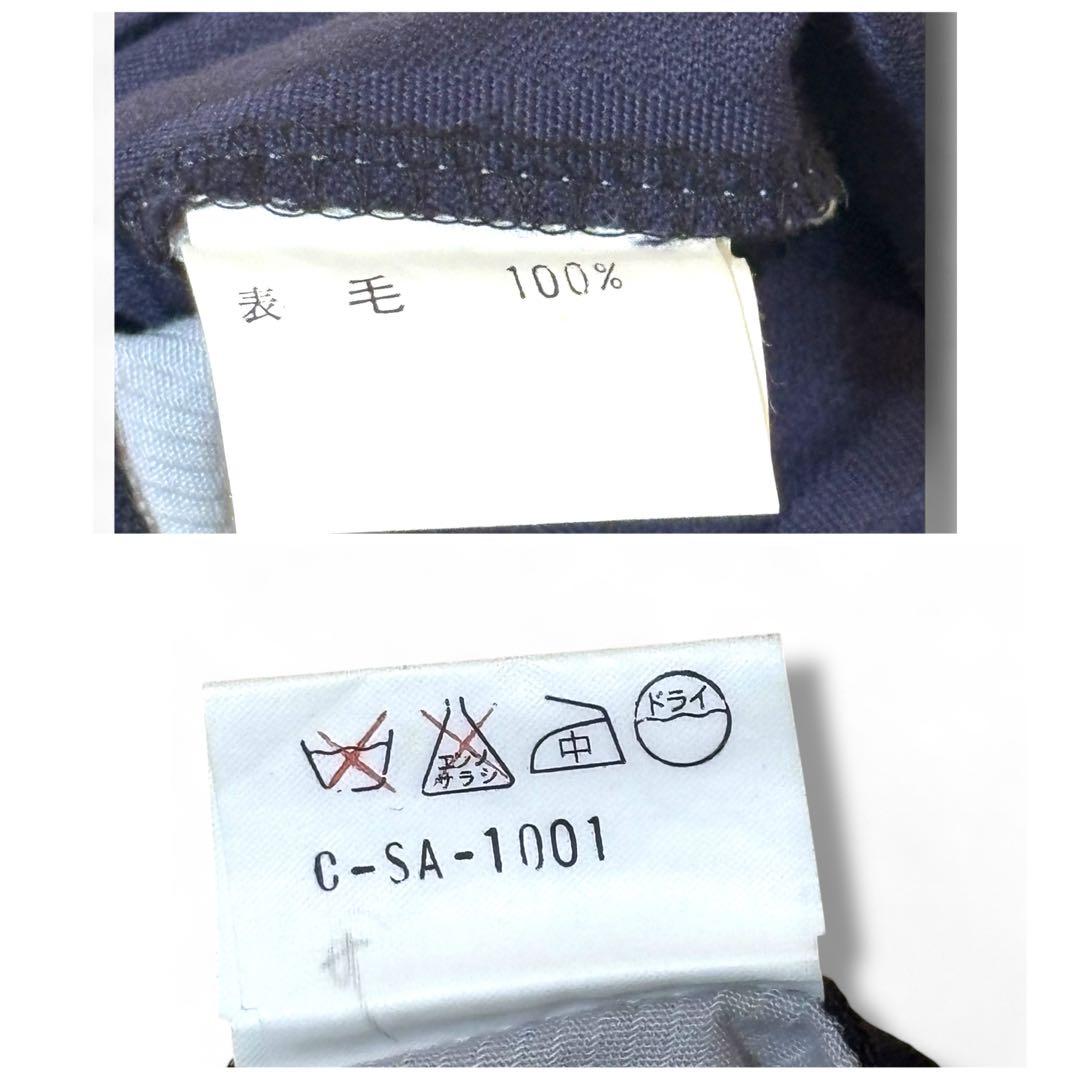 表 毛 100%
エンソ
サラシ
中
ドライ
C-SA-1001